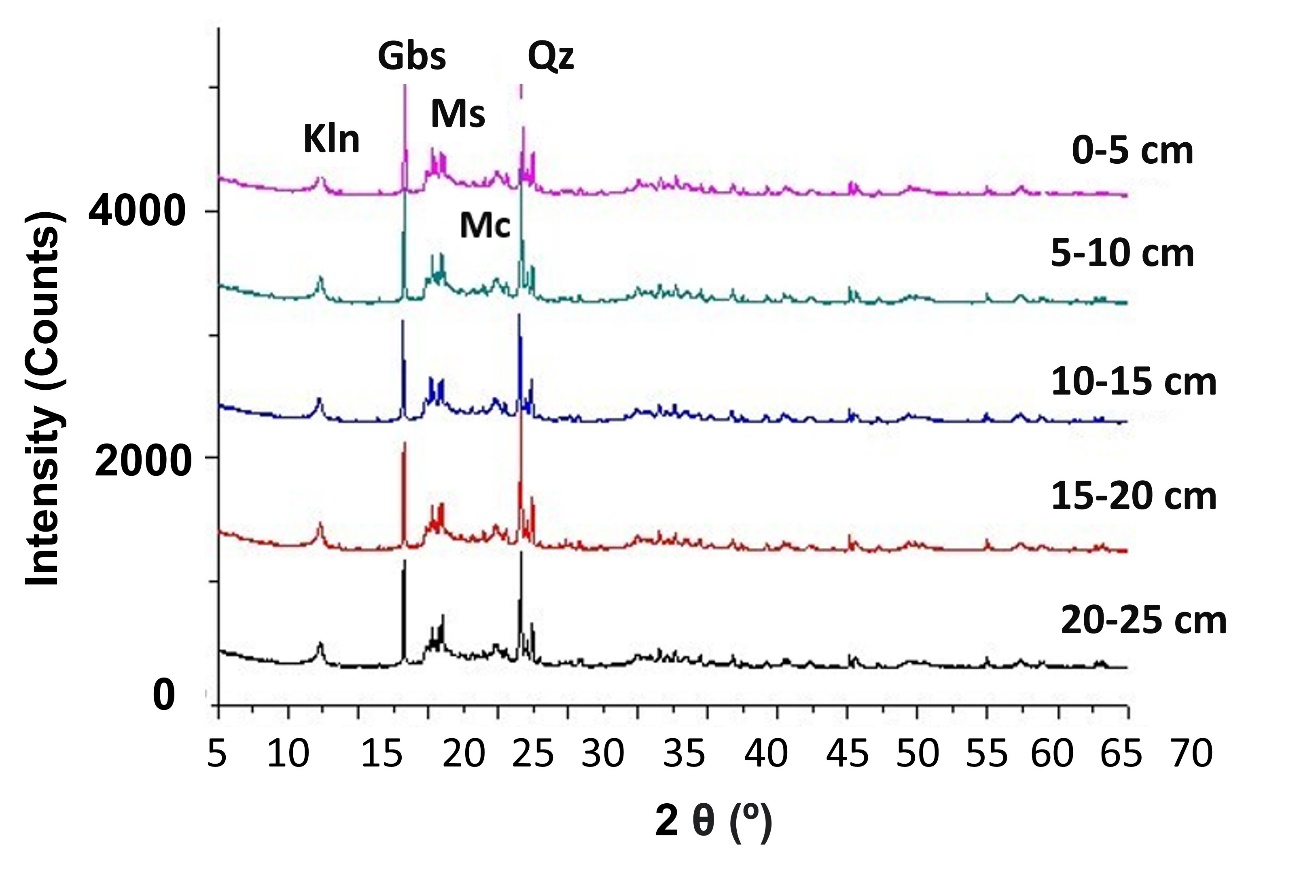 Gbs Qz
Ms
Kln
0-5 cm
4000
Mc
5-10 cm
10-15 cm
2000
15-20 cm
20-25 cm
0
Intensity (Counts)
5 10 15 20 25 30 35 40 45 50 55 60 65 70
2 θ (º)